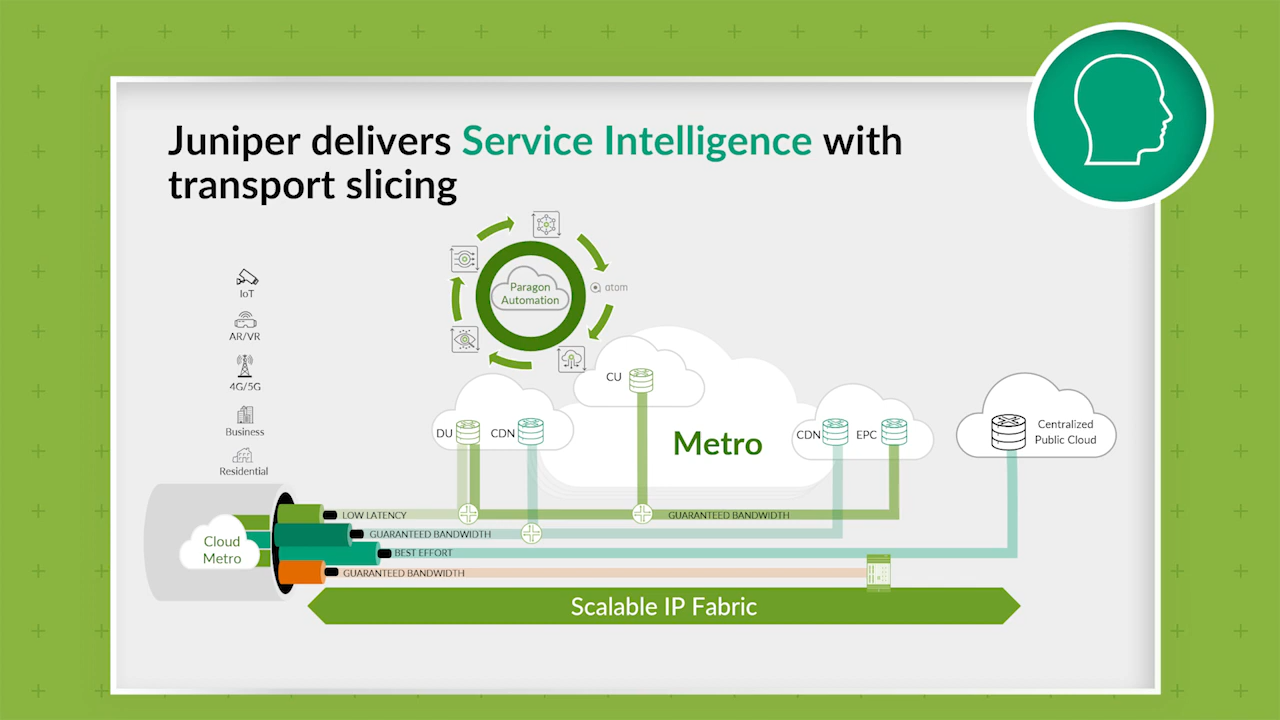 Juniper delivers Service Intelligence with
transport slicing
IoT
AR/VR
4G/5G
Business
Residential
Paragon
Automation
atom
CU
DU
CDN
Metro
CDN
EPC
Centralized
Public Cloud
Cloud
Metro
LOW LATENCY
GUARANTEED BANDWIDTH
GUARANTEED BANDWIDTH
BEST EFFORT
GUARANTEED BANDWIDTH
Scalable IP Fabric